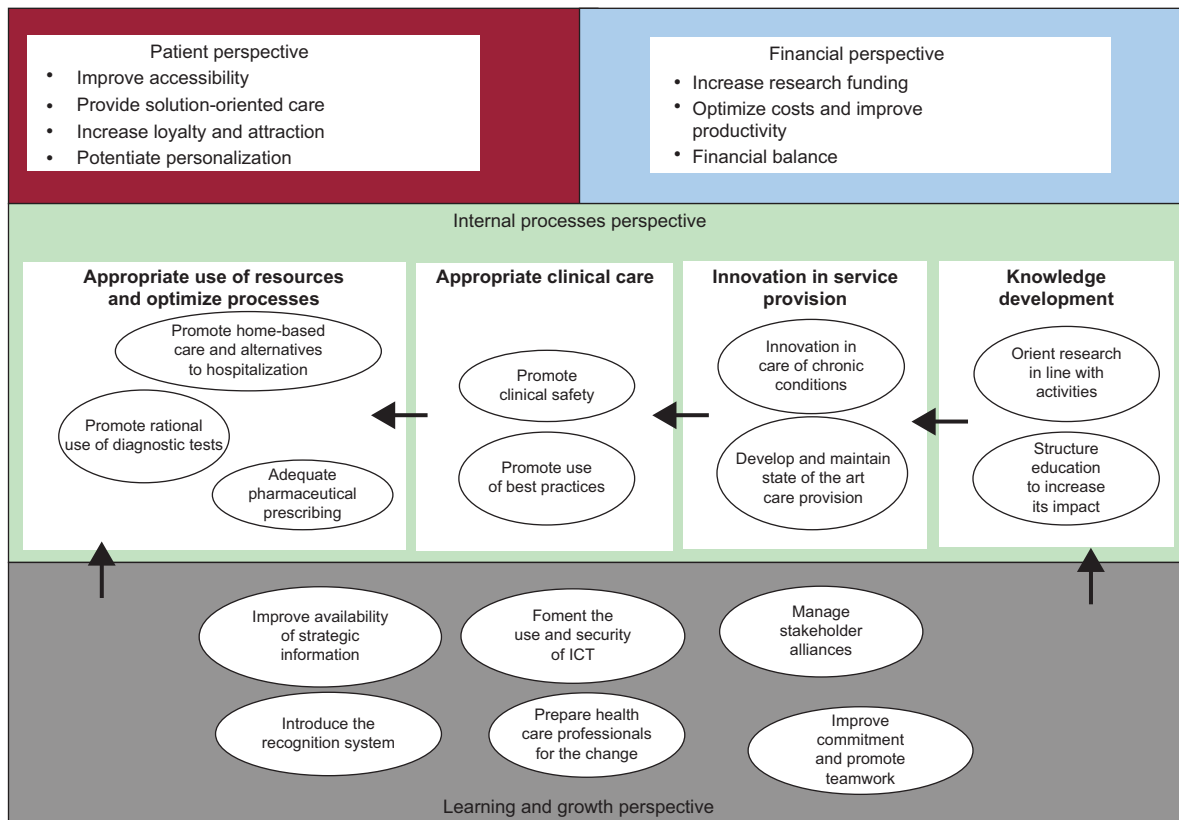 Patient perspective
• Improve accessibility
• Provide solution-oriented care
• Increase loyalty and attraction
• Potentiate personalization
Financial perspective
• Increase research funding
• Optimize costs and improve
productivity
• Financial balance
Internal processes perspective
Appropriate use of resources
and optimize processes
Promote home-based
care and alternatives
to hospitalization
Promote rational
use of diagnostic tests
Adequate
pharmaceutical
prescribing
Appropriate clinical care
Promote
clinical safety
Promote use
of best practices
Innovation in service
provision
Innovation in
care of chronic
conditions
Develop and maintain
state of the art
care provision
Knowledge
development
Orient research
in line with
activities
Structure
education
to increase
its impact
Improve availability
of strategic
information
Foment the
use and security
of ICT
Manage
stakeholder
alliances
Introduce the
recognition system
Prepare health
care professionals
for the change
Improve
commitment
and promote
teamwork
Learning and growth perspective